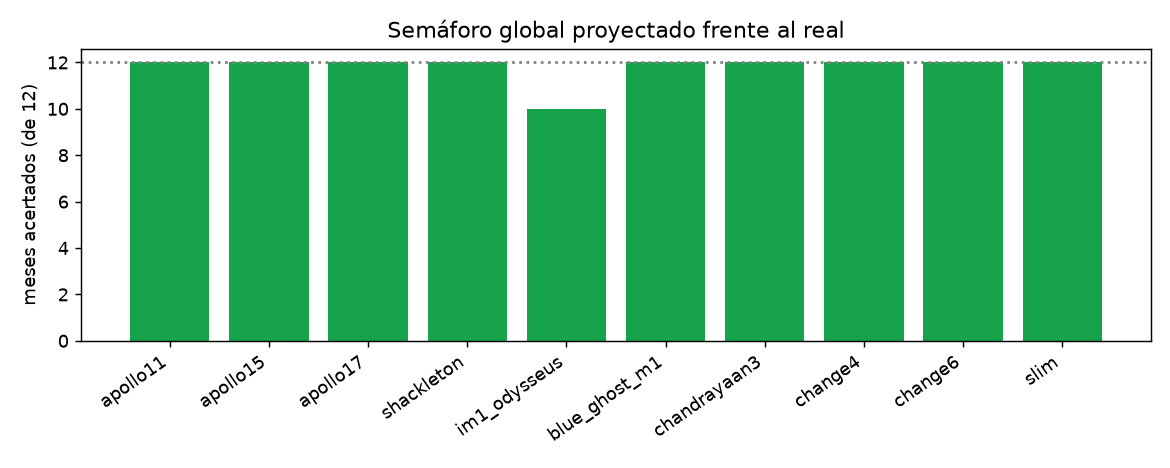 Semáforo global proyectado frente al real
meses acertados (de 12)
12
10
8
6
4
2
0
apollo11
apollo15
apollo17
shackleton
im1_odysseus
blue_ghost_m1
chandrayaan3
change4
change6
slim